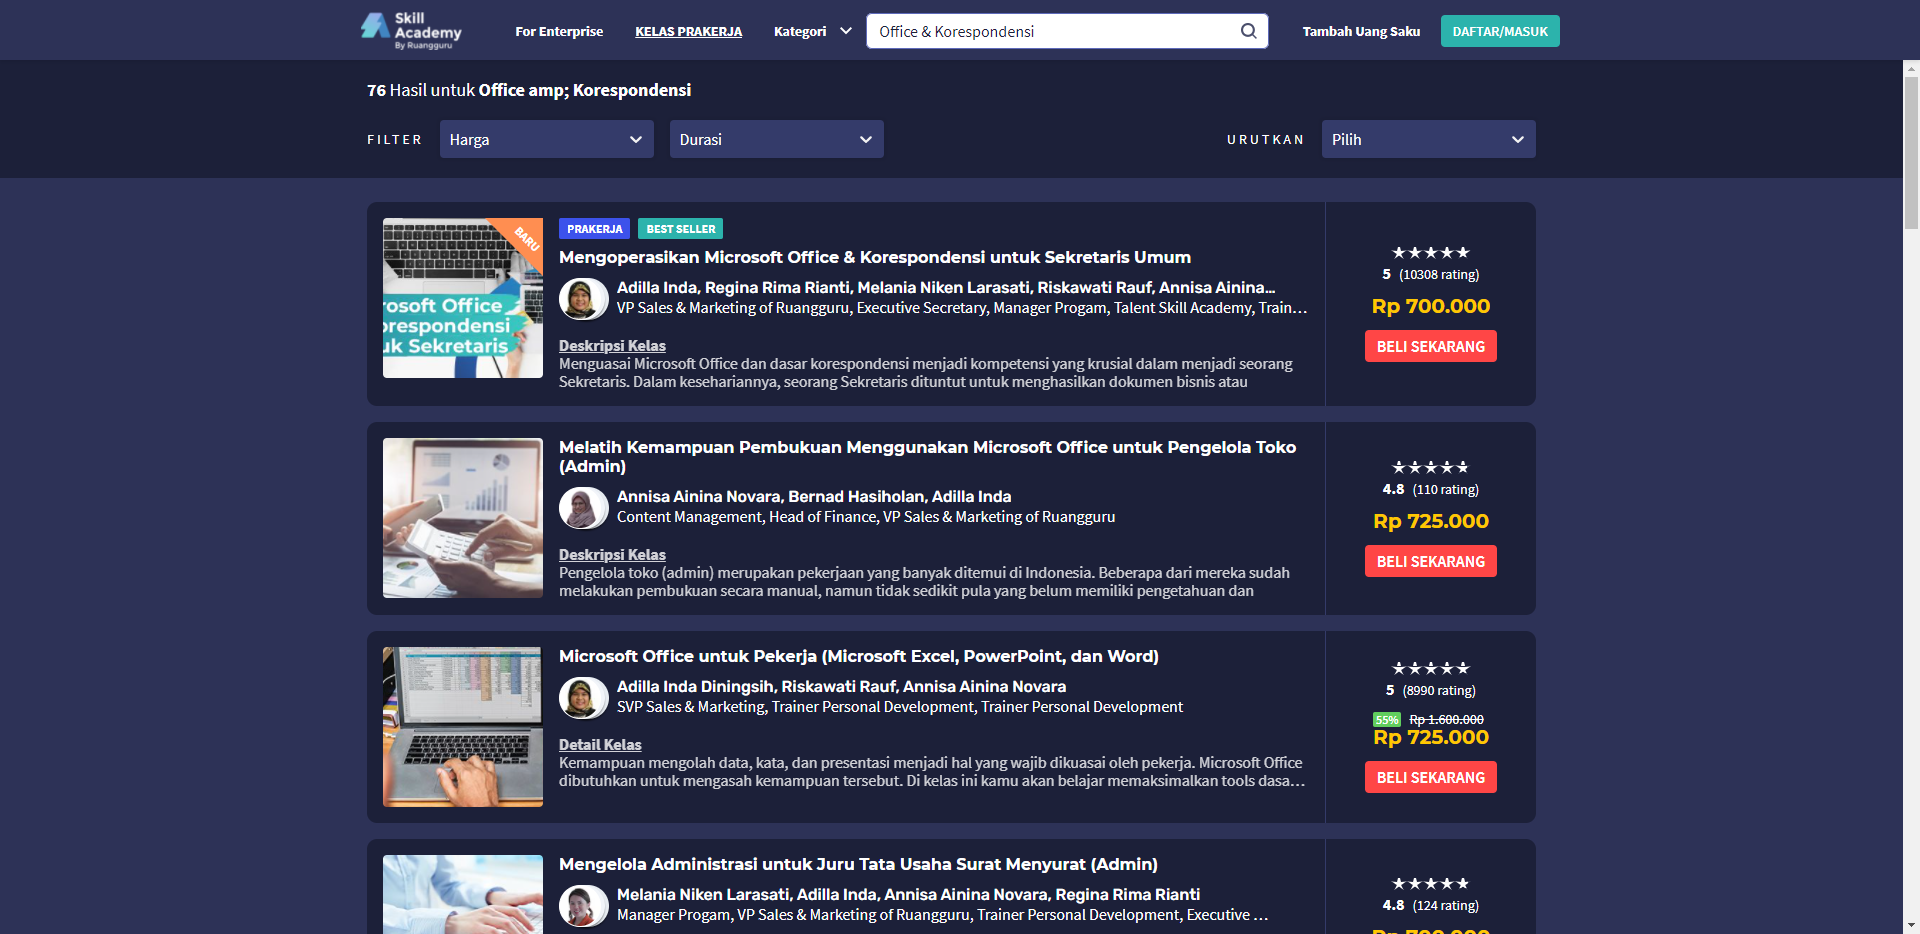 Skill
Academy
By Ruangguru
For Enterprise
KELAS PRAKERJA
Kategori
Office & Korespondensi
Tambah Uang Saku
DAFTAR/MASUK
76 Hasil untuk Office amp; Korespondensi
FILTER
Harga
Durasi
URUTKAN
Pilih
BARU
rosoft Office
orespondensi
uk Sekretaris
PRAKERJA
BEST SELLER
Mengoperasikan Microsoft Office & Korespondensi untuk Sekretaris Umum
Adilla Inda, Regina Rima Rianti, Melania Niken Larasati, Riskawati Rauf, Annisa Ainina...
VP Sales & Marketing of Ruangguru, Executive Secretary, Manager Progam, Talent Skill Academy, Train...
Deskripsi Kelas
Menguasai Microsoft Office dan dasar korespondensi menjadi kompetensi yang krusial dalam menjadi seorang
Sekretaris. Dalam kesehariannya, seorang Sekretaris dituntut untuk menghasilkan dokumen bisnis atau
5 (10308 rating)
Rp 700.000
BELI SEKARANG
Melatih Kemampuan Pembukuan Menggunakan Microsoft Office untuk Pengelola Toko
(Admin)
Annisa Ainina Novara, Bernad Hasiholan, Adilla Inda
Content Management, Head of Finance, VP Sales & Marketing of Ruangguru
Deskripsi Kelas
Pengelola toko (admin) merupakan pekerjaan yang banyak ditemui di Indonesia. Beberapa dari mereka sudah
melakukan pembukuan secara manual, namun tidak sedikit pula yang belum memiliki pengetahuan dan
4.8 (110 rating)
Rp 725.000
BELI SEKARANG
Microsoft Office untuk Pekerja (Microsoft Excel, PowerPoint, dan Word)
Adilla Inda Diningsih, Riskawati Rauf, Annisa Ainina Novara
SVP Sales & Marketing, Trainer Personal Development, Trainer Personal Development
Detail Kelas
Kemampuan mengolah data, kata, dan presentasi menjadi hal yang wajib dikuasai oleh pekerja. Microsoft Office
dibutuhkan untuk mengasah kemampuan tersebut. Di kelas ini kamu akan belajar memaksimalkan tools dasa...
5 (8990 rating)
55% Rp 1.600.000
Rp 725.000
BELI SEKARANG
Mengelola Administrasi untuk Juru Tata Usaha Surat Menyurat (Admin)
Melania Niken Larasati, Adilla Inda, Annisa Ainina Novara, Regina Rima Rianti
Manager Progam, VP Sales & Marketing of Ruangguru, Trainer Personal Development, Executive ...
4.8 (124 rating)
Rp 700.000